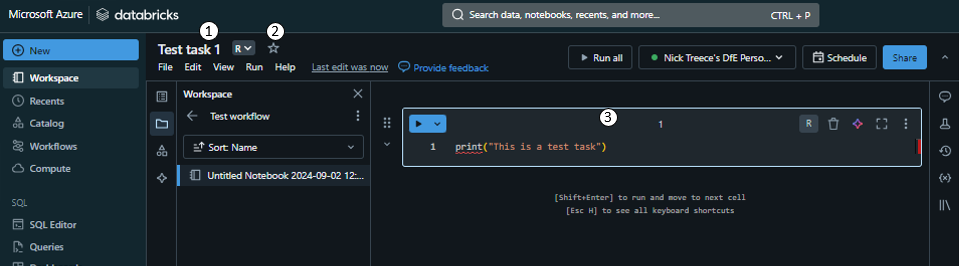 Microsoft Azure databricks Search data, notebooks, recents, and more... CTRL + P
1 2
New Test task 1 R
File Edit View Run Help Last edit was now Provide feedback Run all Nick Treece's DfE Perso... Schedule Share
Workspace
Recents
Catalog
Workflows
Compute
SQL
SQL Editor
Queries
Workspace
Test workflow
Sort: Name
Untitled Notebook 2024-09-02 12:...
3
1 R
1 print("This is a test task")
[Shift+Enter] to run and move to next cell
[Esc H] to see all keyboard shortcuts